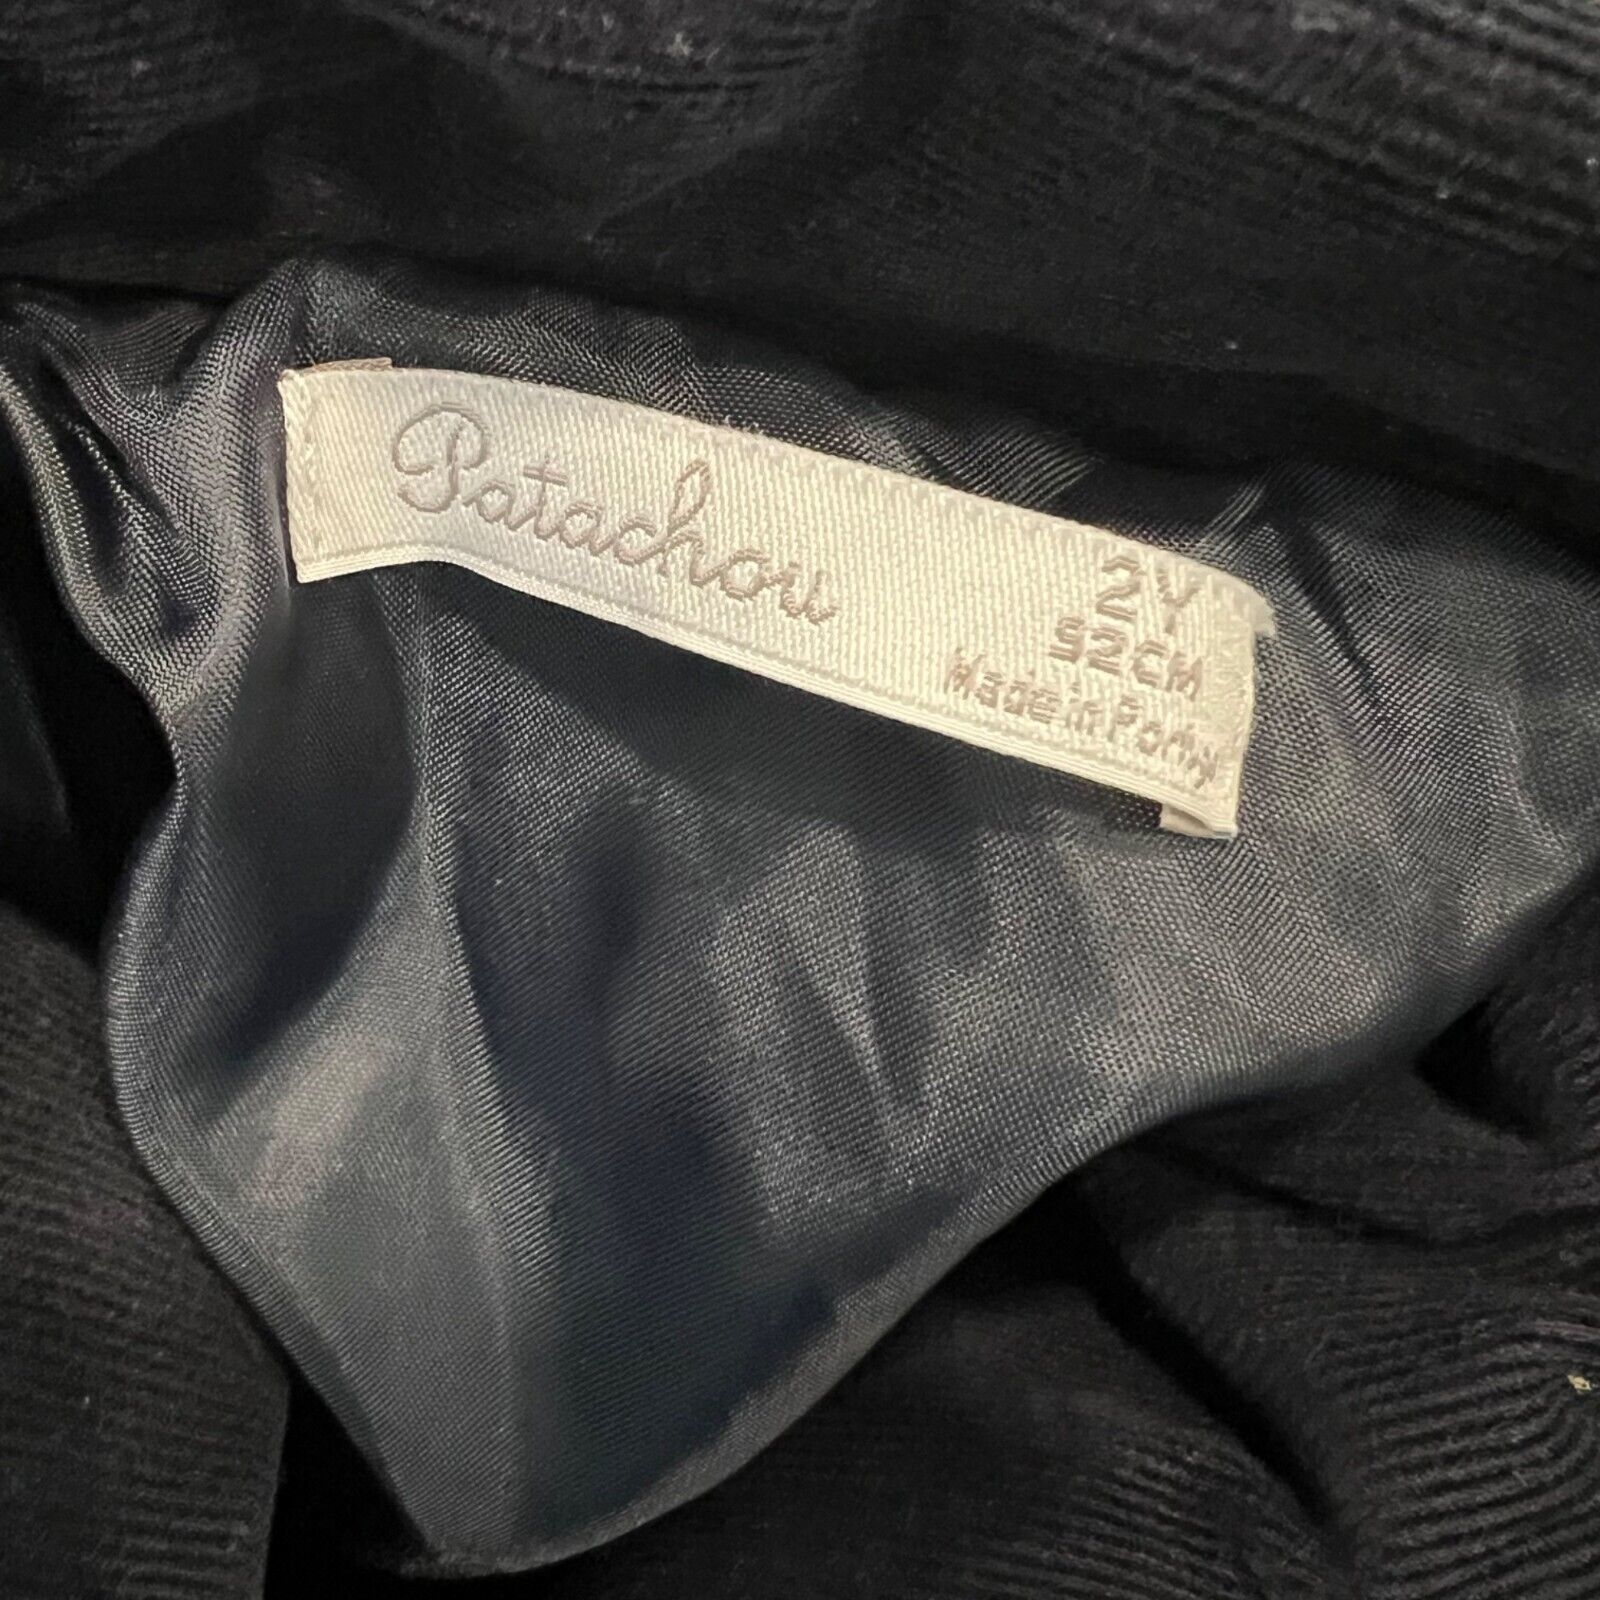 Patachou
2Y
92CM
Made in Portugal